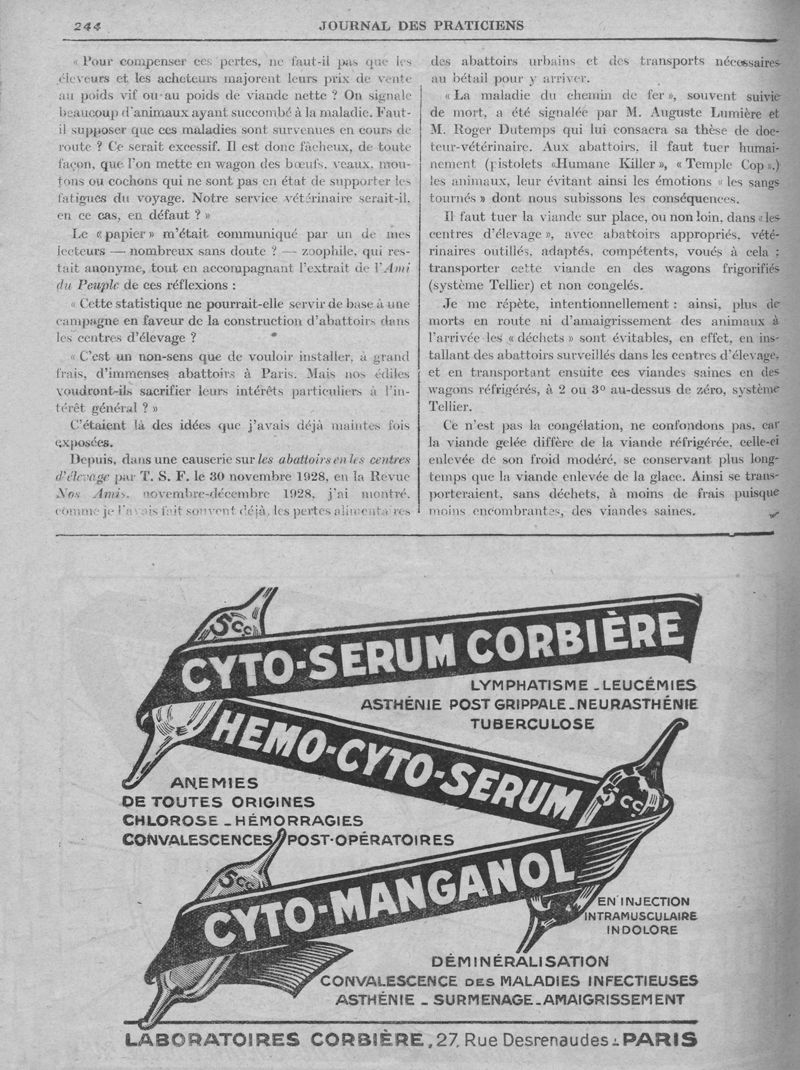 244
JOURNAL DES PRATICIENS
« Pour compenser ces pertes, ne faut-il pas que les
éleveurs et les acheteurs majorent leurs prix de vente
au poids vif ou au poids de viande nette ? On signale
beaucoup d'animaux ayant succombé à la maladie. Faut-
il supposer que ces maladies sont survenues en cours de
route ? Ce serait excessif. Il est donc fâcheux, de toute
façon, que l'on mette en wagon des bœufs, veaux, mou-
tons ou cochons qui ne sont pas en état de supporter les
fatigues du voyage. Notre service vétérinaire serait-il,
en ce cas, en défaut ? »
Le « papier » m'était communiqué par un de mes
lecteurs — nombreux sans doute ? — zoophile, qui res-
tait anonyme, tout en accompagnant l'extrait de l'Ami
du Peuple de ces réflexions :
« Cette statistique ne pourrait-elle servir de base à une
campagne en faveur de la construction d'abattoirs dans
les centres d'élevage ?
« C'est un non-sens que de vouloir installer, à grand
frais, d'immenses abattoirs à Paris. Mais nos édiles
voudront-ils sacrifier leurs intérêts particuliers à l'in-
térêt général ? »
C'étaient là des idées que j'avais déjà maintes fois
exposées.
Depuis, dans une causerie sur les abattoirs en les centres
d'élevage par T. S. F. le 30 novembre 1928, en la Revue
Nos Amis, novembre-décembre 1928, j'ai montré,
comme je l'avais fait souvent déjà, les pertes alimentaires
des abattoirs urbains et des transports nécessaires
au bétail pour y arriver.
« La maladie du chemin de fer », souvent suivie
de mort, a été signalée par M. Auguste Lumière et
M. Roger Dutemps qui lui consacra sa thèse de doc-
teur-vétérinaire. Aux abattoirs, il faut tuer humai-
nement (pistolets «Humane Killer», « Temple Cop ».)
les animaux, leur évitant ainsi les émotions « les sangs
tournés » dont nous subissons les conséquences.
Il faut tuer la viande sur place, ou non loin, dans « les
centres d'élevage », avec abattoirs appropriés, vété-
rinaires outillés, adaptés, compétents, voués à cela ;
transporter cette viande en des wagons frigorifiés
(système Tellier) et non congelés.
Je me répète, intentionnellement : ainsi, plus de
morts en route ni d'amaigrissement des animaux à
l'arrivée les « déchets » sont évitables, en effet, en ins-
tallant des abattoirs surveillés dans les centres d'élevage,
et en transportant ensuite ces viandes saines en des
wagons réfrigérés, à 2 ou 3º au-dessus de zéro, système
Tellier.
Ce n'est pas la congélation, ne confondons pas, car
la viande gelée diffère de la viande réfrigérée, celle-ci
enlevée de son froid modéré, se conservant plus long-
temps que la viande enlevée de la glace. Ainsi se trans-
porteraient, sans déchets, à moins de frais puisque
moins encombrantes, des viandes saines.
5cc
CYTO-SERUM CORBIÈRE
LYMPHATISME - LEUCÉMIES
ASTHÉNIE POST GRIPPALE - NEURASTHÉNIE
TUBERCULOSE
HEMO-CYTO-SERUM
5cc
ANEMIES
DE TOUTES ORIGINES
CHLOROSE - HÉMORRAGIES
CONVALESCENCES POST-OPÉRATOIRES
5cc
CYTO-MANGANOL
EN INJECTION
INTRAMUSCULAIRE
INDOLORE
DÉMINÉRALISATION
CONVALESCENCE DES MALADIES INFECTIEUSES
ASTHÉNIE - SURMENAGE - AMAIGRISSEMENT
LABORATOIRES CORBIÈRE, 27, Rue Desrenaudes - PARIS